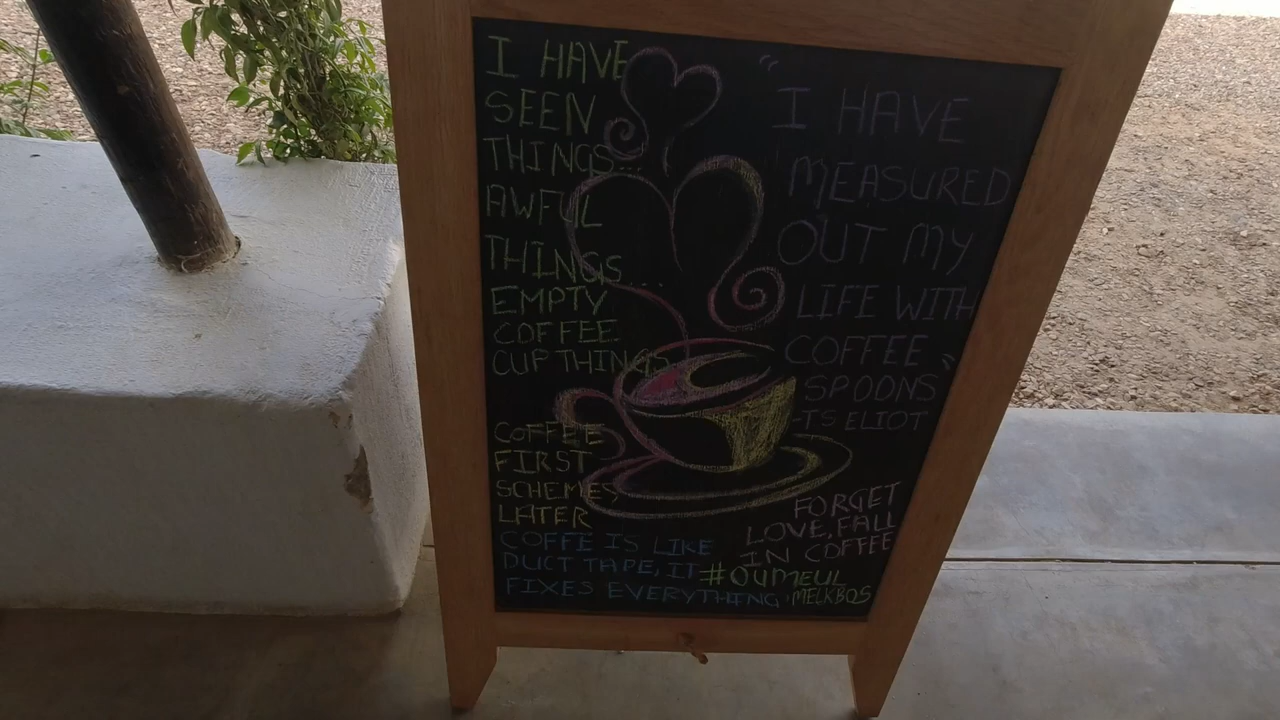 I HAVE
SEEN
THINGS...
AWFUL
THINGS....
EMPTY
COFFEE
CUP THINGS
COFFEE
FIRST
SCHEMES
LATER
COFFE IS LIKE
DUCT TAPE, IT
FIXES EVERYTHING
"I HAVE
MEASURED
OUT MY
LIFE WITH
COFFEE
SPOONS"
-TS ELIOT
FORGET
LOVE, FALL
IN COFFEE
#OUMEUL
MELKBOS